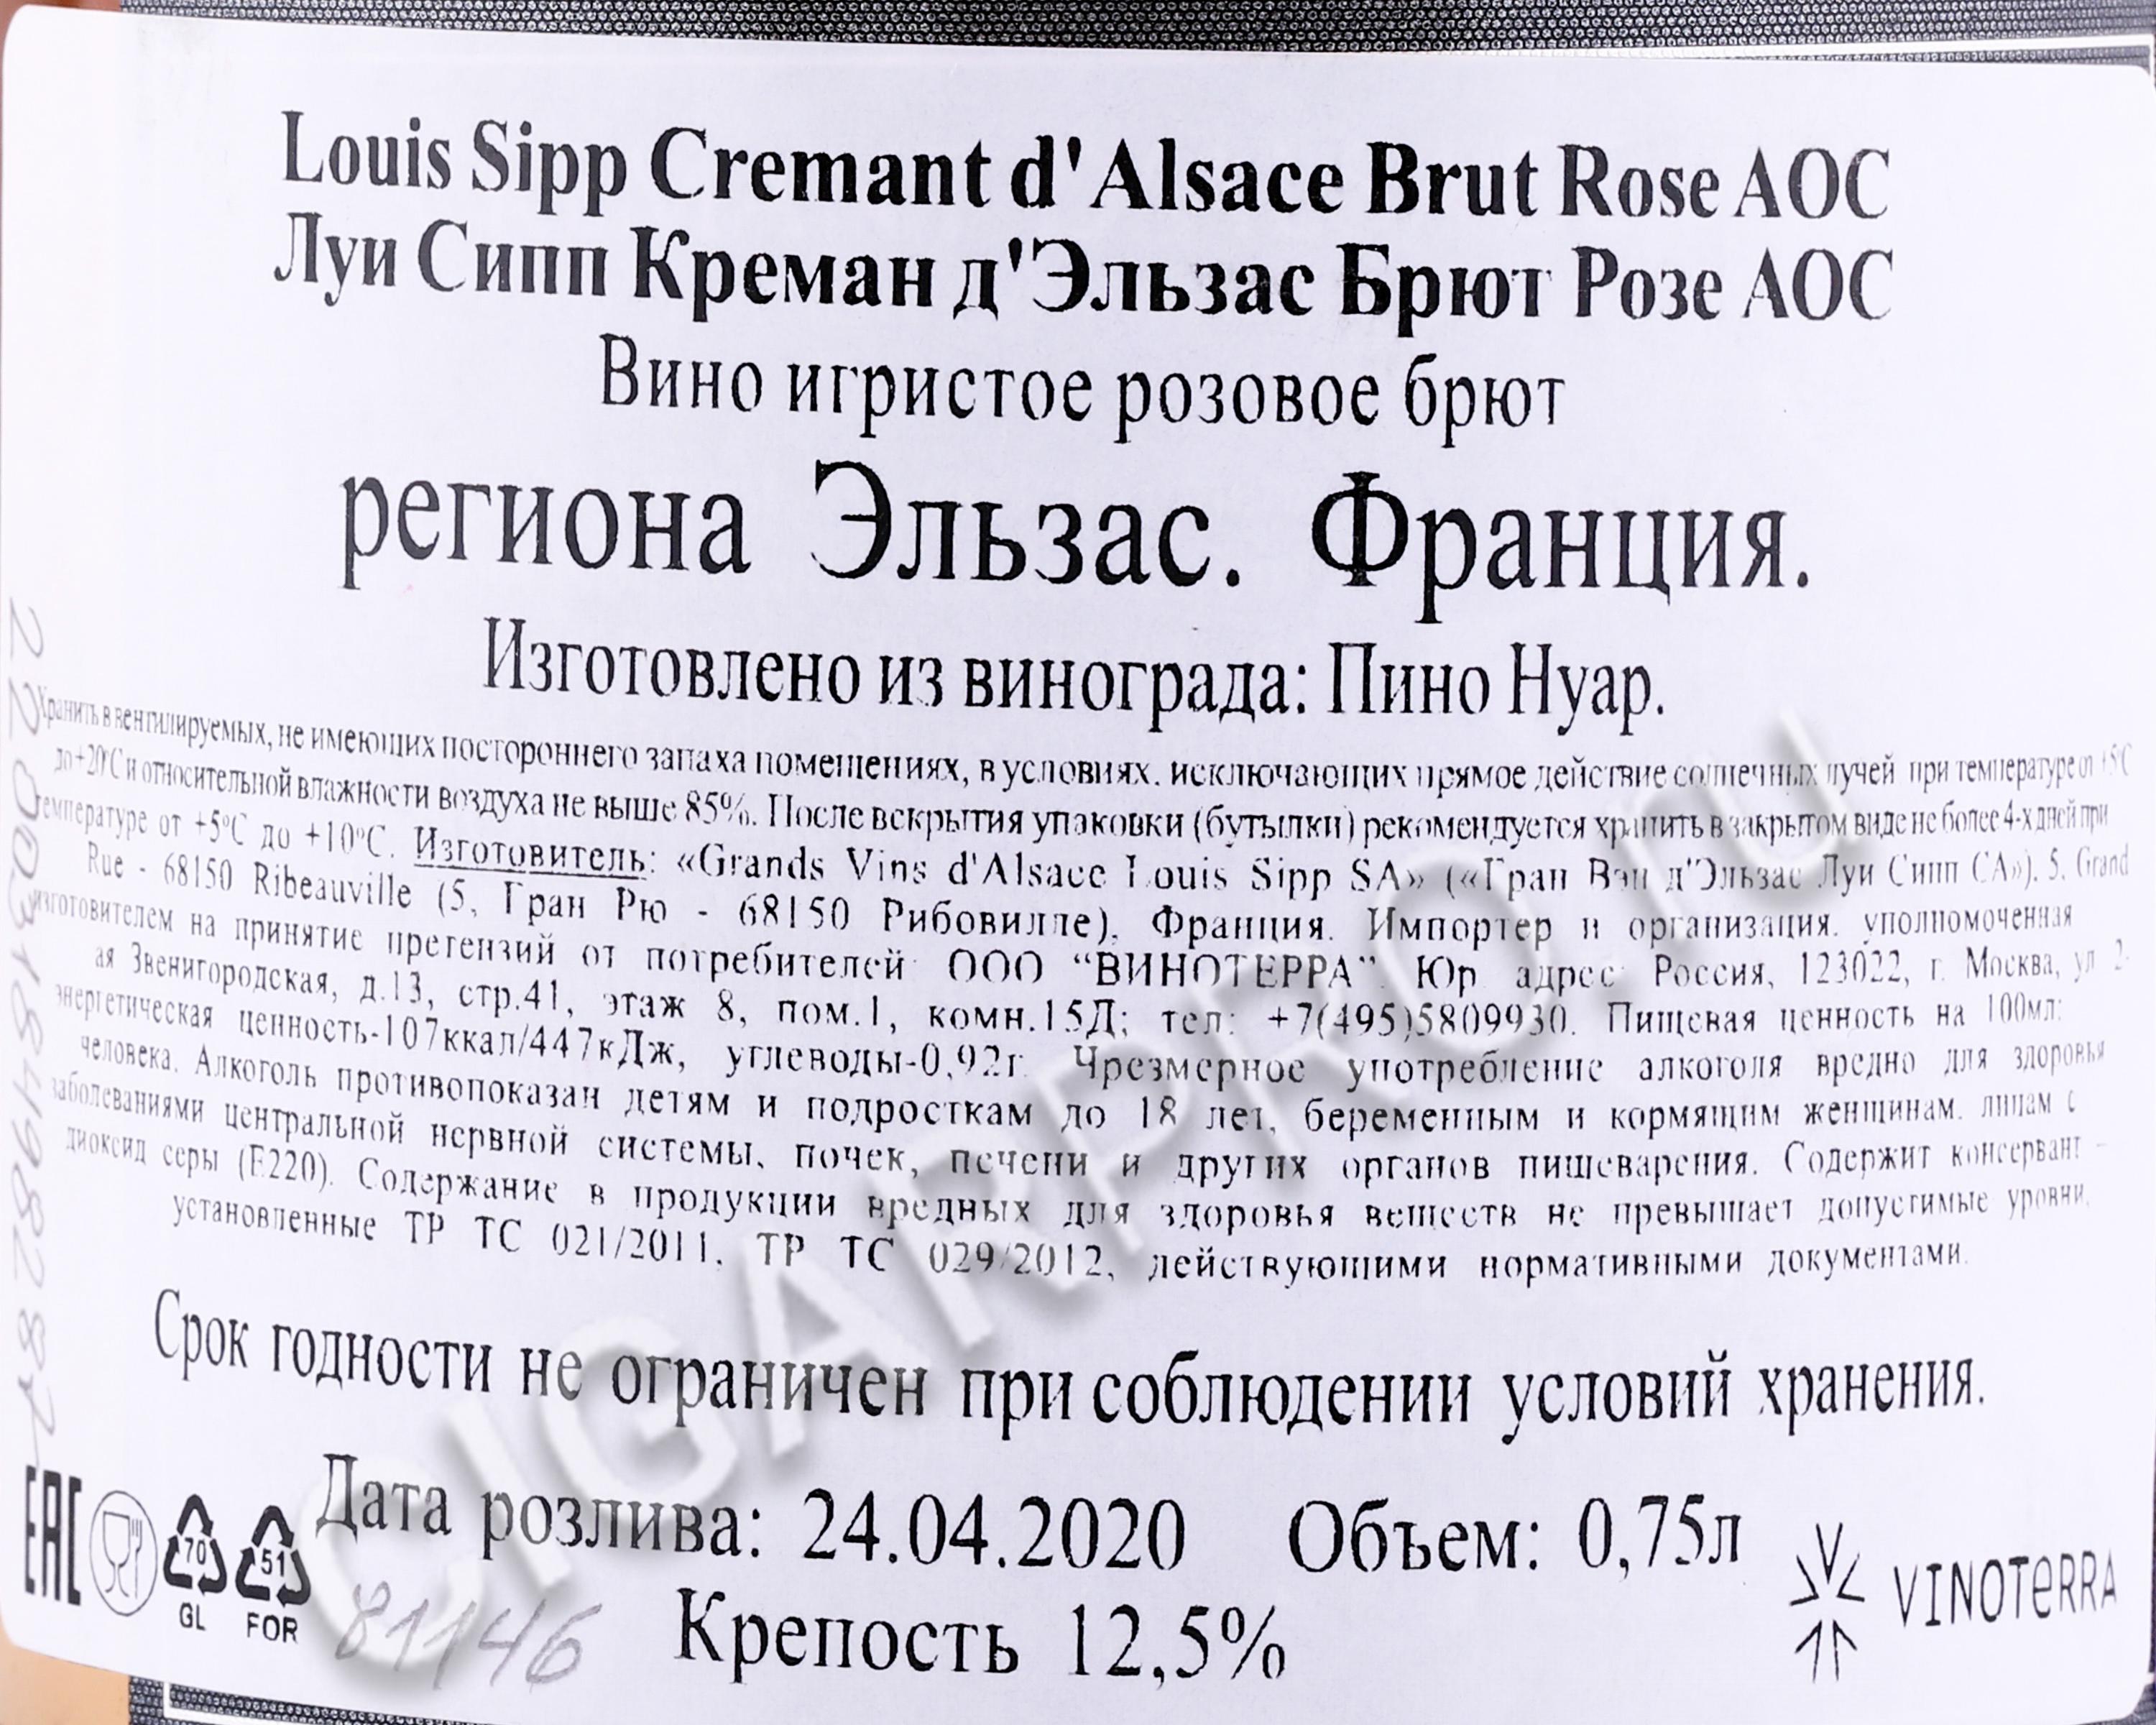 Louis Sipp Cremant d'Alsace Brut Rose AOC
Луи Сипп Креман д'Эльзас Брют Розе АОС
Вино игристое розовое брют
региона Эльзас. Франция.
Изготовлено из винограда: Пино Нуар.
Хранить в вентилируемых, не имеющих постороннего запаха помещениях, в условиях, исключающих прямое действие солнечных лучей при температуре от +5°С
до +20°С и относительной влажности воздуха не выше 85%. После вскрытия упаковки (бутылки) рекомендуется хранить в закрытом виде не более 4-х дней при
температуре от +5°С до +10°С. Изготовитель: «Grands Vins d'Alsace Louis Sipp SA» («Гран Вэн д'Эльзас Луи Сипп СА»), 5, Grand
Rue - 68150 Ribeauville (5, Гран Рю - 68150 Рибовилле), Франция. Импортер и организация, уполномоченная
изготовителем на принятие претензий от потребителей ООО “ВИНОТЕРРА”. Юр. адрес: Россия, 123022, г. Москва, ул. 2-
ая Звенигородская, д.13, стр.41, этаж 8, пом.1, комн.15Д; тел: +7(495)5809930. Пищевая ценность на 100мл:
энергетическая ценность-107ккал/447кДж, углеводы-0,92г. Чрезмерное употребление алкоголя вредно для здоровья
человека. Алкоголь противопоказан детям и подросткам до 18 лет, беременным и кормящим женщинам, лицам с
заболеваниями центральной нервной системы, почек, печени и других органов пищеварения. Содержит консервант -
диоксид серы (Е220). Содержание в продукции вредных для здоровья веществ не превышает допустимые уровни,
установленные ТР ТС 021/2011, ТР ТС 029/2012, действующими нормативными документами.
Срок годности не ограничен при соблюдении условий хранения.
Дата розлива: 24.04.2020 Объем: 0,75л
Крепость 12,5%
EAC
70
GL
51
FOR
81146
VINOTeRRA
CIGARPRO.ru